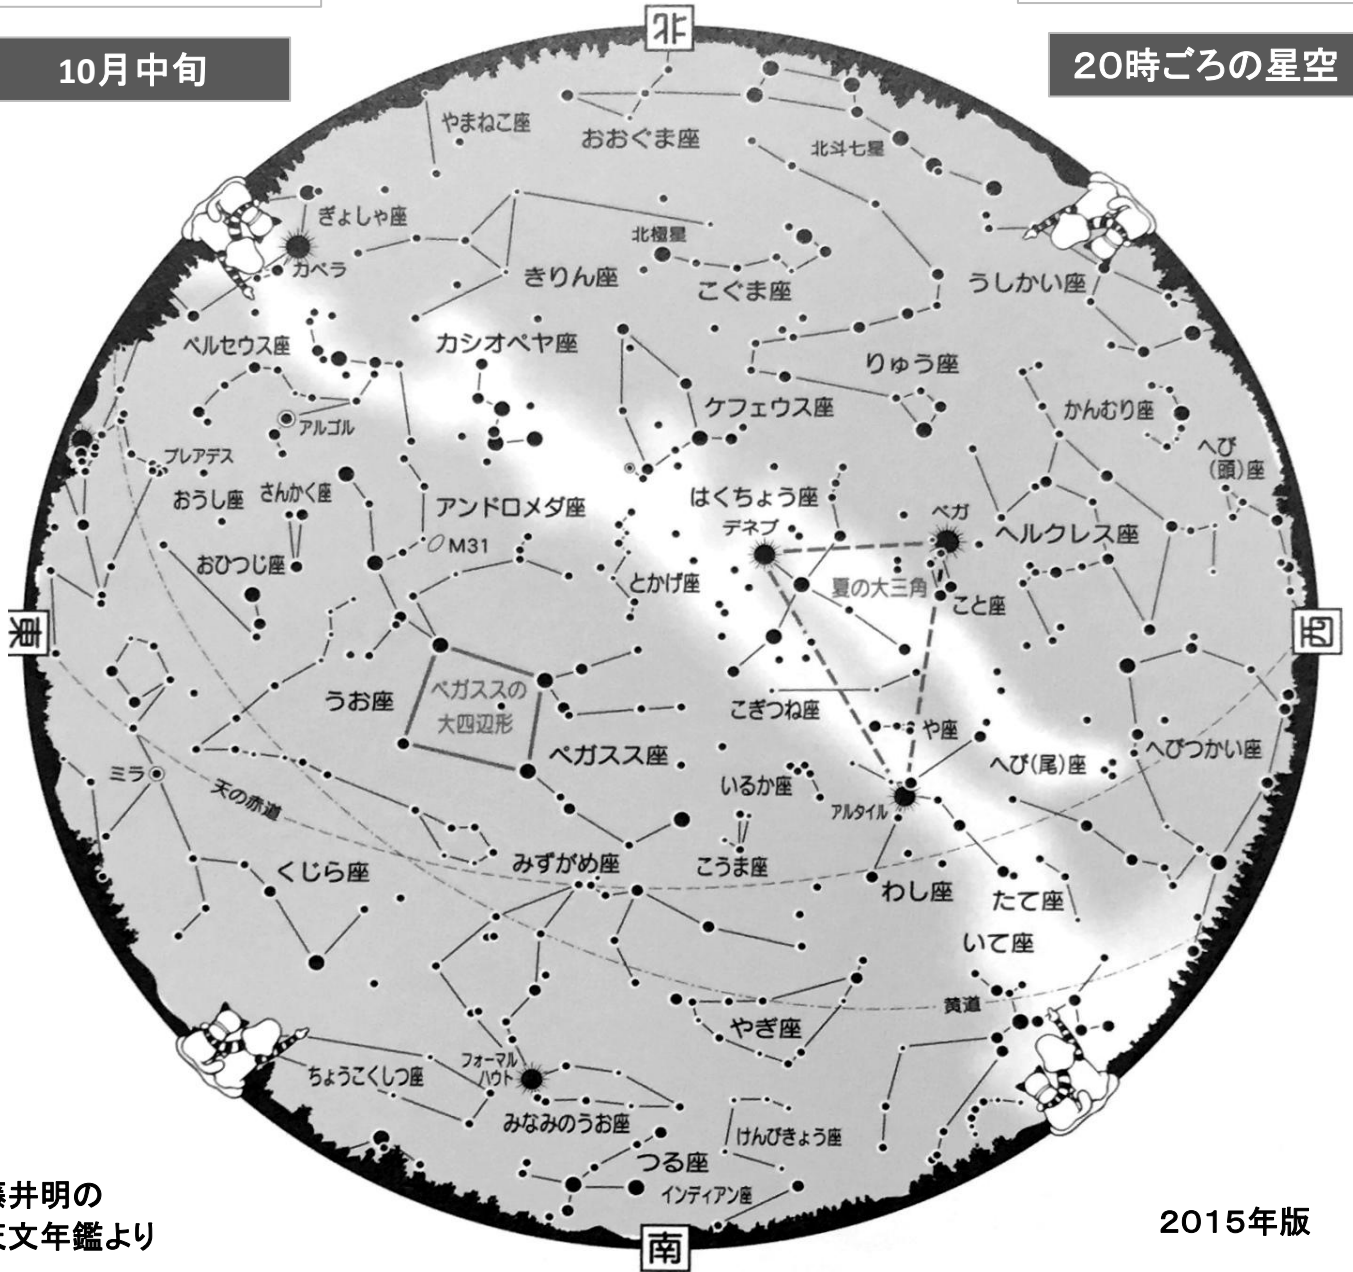 北
10月中旬
20時ごろの星空
やまねこ座
おおぐま座
北斗七星
ぎょしゃ座
カペラ
きりん座
北極星
こぐま座
うしかい座
ペルセウス座
カシオペヤ座
りゅう座
ケフェウス座
かんむり座
アルゴル
プレアデス
へび
(頭)座
おうし座
さんかく座
アンドロメダ座
はくちょう座
デネブ
ベガ
ヘルクレス座
M31
おひつじ座
とかげ座
夏の大三角
こと座
東
西
うお座
ペガススの
大四辺形
こぎつね座
や座
ペガスス座
へび(尾)座
へびつかい座
ミラ
天の赤道
いるか座
アルタイル
くじら座
みずがめ座
こうま座
わし座
たて座
いて座
黄道
やぎ座
フォーマル
ハウト
ちょうこくしつ座
みなみのうお座
けんびきょう座
つる座
インディアン座
藤井明の
天文年鑑より
2015年版
南